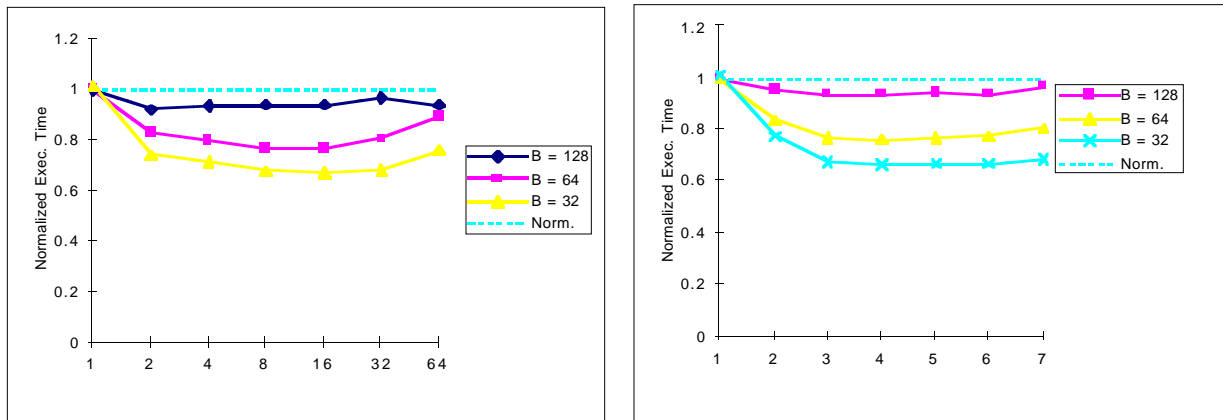 Normalized Exec. Time
1.2
1
0.8
0.6
0.4
0.2
0
1 2 4 8 16 32 64
B = 128
B = 64
B = 32
Norm.
Normalized Exec. Time
1.2
1
0.8
0.6
0.4
0.2
0
1 2 3 4 5 6 7
B = 128
B = 64
B = 32
Norm.